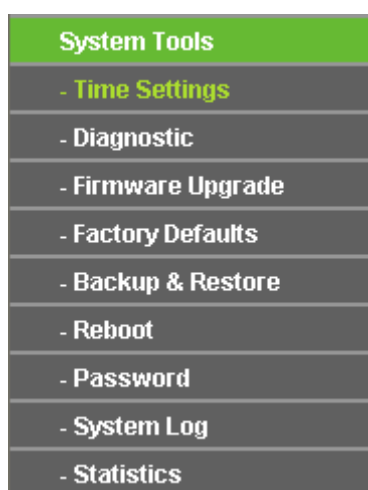 System Tools
- Time Settings
- Diagnostic
- Firmware Upgrade
- Factory Defaults
- Backup & Restore
- Reboot
- Password
- System Log
- Statistics